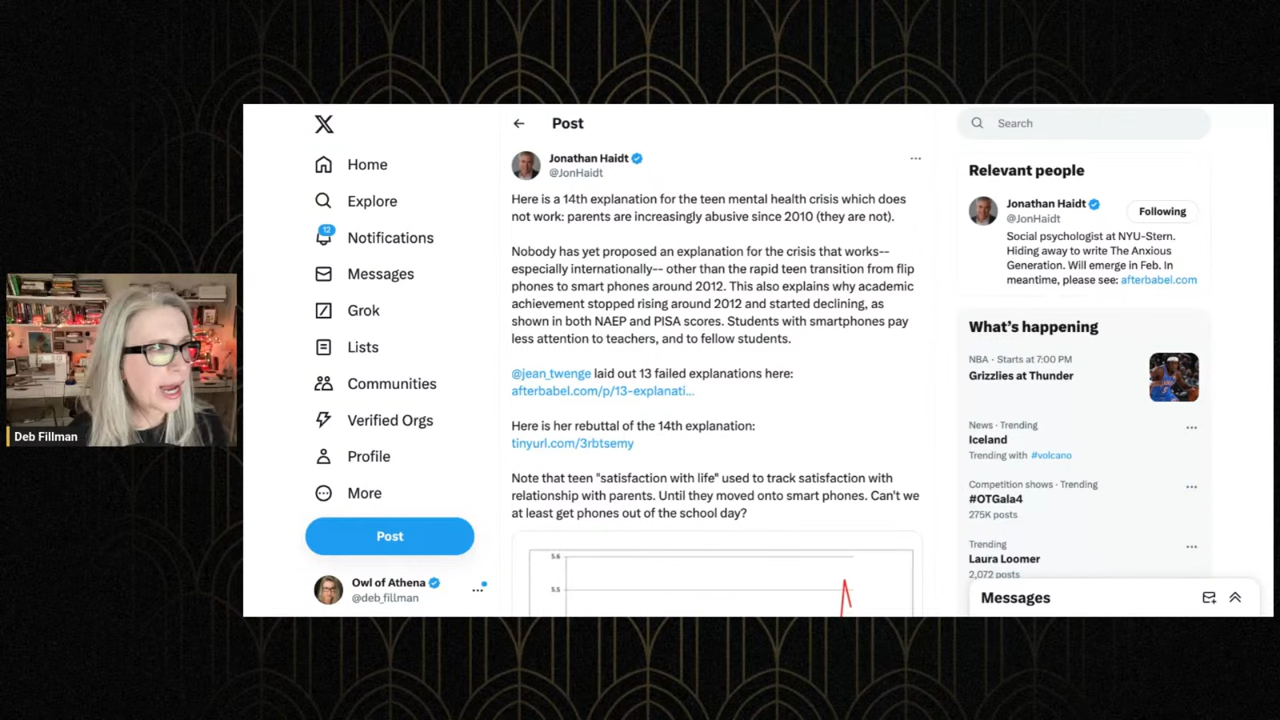 Deb Fillman
X
Home
Explore
12
Notifications
Messages
Grok
Lists
Communities
Verified Orgs
Profile
More
Post
Owl of Athena
@deb_fillman
Post
Jonathan Haidt
@JonHaidt
Here is a 14th explanation for the teen mental health crisis which does
not work: parents are increasingly abusive since 2010 (they are not).
Nobody has yet proposed an explanation for the crisis that works--
especially internationally-- other than the rapid teen transition from flip
phones to smart phones around 2012. This also explains why academic
achievement stopped rising around 2012 and started declining, as
shown in both NAEP and PISA scores. Students with smartphones pay
less attention to teachers, and to fellow students.
@jean_twenge laid out 13 failed explanations here:
afterbabel.com/p/13-explanati...
Here is her rebuttal of the 14th explanation:
tinyurl.com/3rbtsemy
Note that teen "satisfaction with life" used to track satisfaction with
relationship with parents. Until they moved onto smart phones. Can't we
at least get phones out of the school day?
5.6
5.5
Search
Relevant people
Jonathan Haidt
@JonHaidt
Following
Social psychologist at NYU-Stern.
Hiding away to write The Anxious
Generation. Will emerge in Feb. In
meantime, please see: afterbabel.com
What's happening
NBA · Starts at 7:00 PM
Grizzlies at Thunder
News · Trending
Iceland
Trending with #volcano
Competition shows · Trending
#OTGala4
275K posts
Trending
Laura Loomer
2,072 posts
Messages